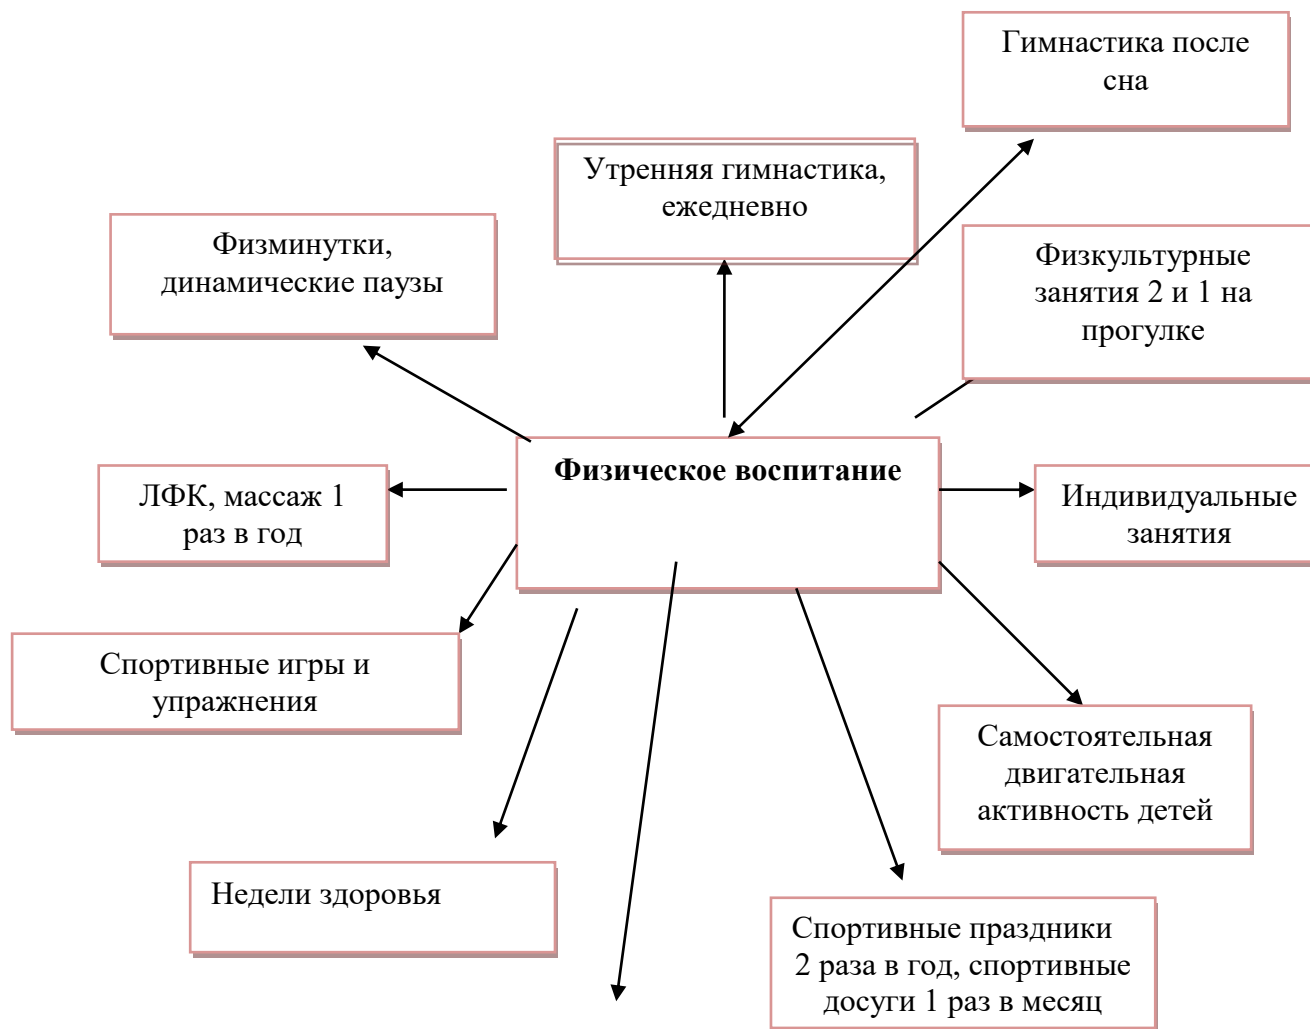 Гимнастика после
сна
Утренняя гимнастика,
ежедневно
Физминутки,
динамические паузы
Физкультурные
занятия 2 и 1 на
прогулке
Физическое воспитание
ЛФК, массаж 1
раз в год
Индивидуальные
занятия
Спортивные игры и
упражнения
Самостоятельная
двигательная
активность детей
Недели здоровья
Спортивные праздники
2 раза в год, спортивные
досуги 1 раз в месяц